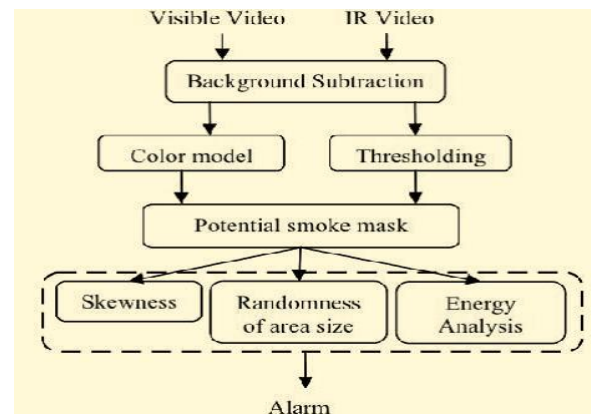 Visible Video IR Video
Background Subtraction
Color model Thresholding
Potential smoke mask
Skewness
Randomness
of area size
Energy
Analysis
Alarm